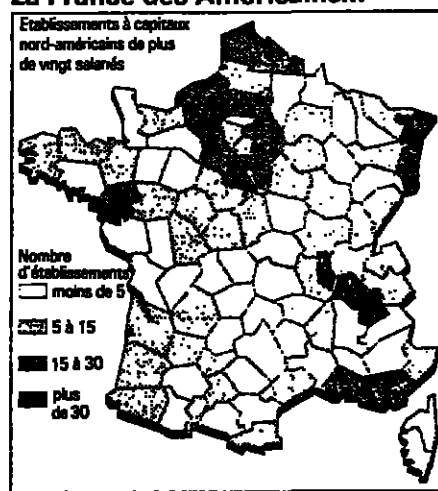 La France des Américains
Etablissements à capitaux
nord-américains de plus
de vingt salariés
Nombre
d'établissements
moins de 5
5 à 15
15 à 30
plus
de 30